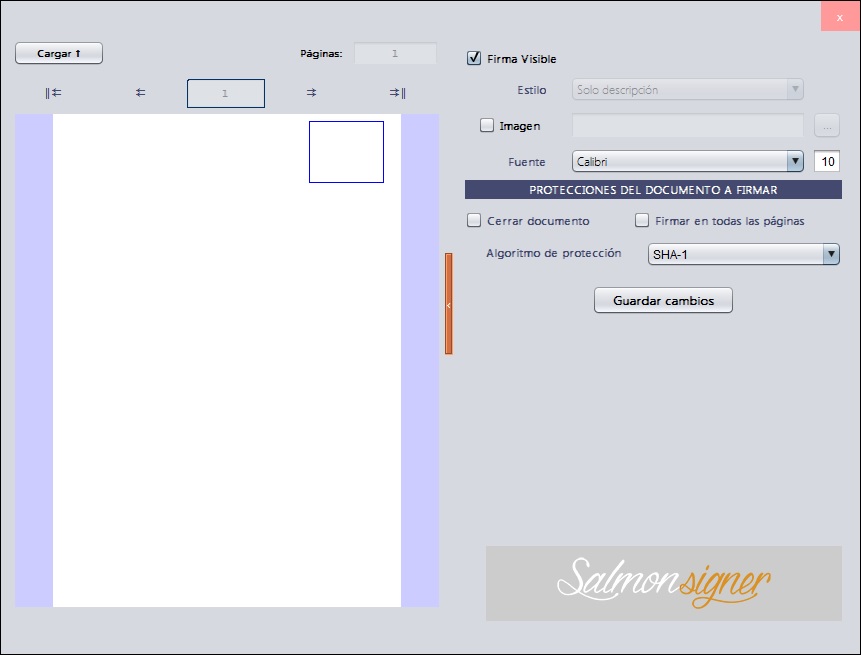 x
Cargar ↑
Páginas:
1
1
Firma Visible
Estilo
Solo descripción
Imagen
...
Fuente
Calibri
10
PROTECCIONES DEL DOCUMENTO A FIRMAR
Cerrar documento
Firmar en todas las páginas
Algoritmo de protección
SHA-1
Guardar cambios
Salmonsigner